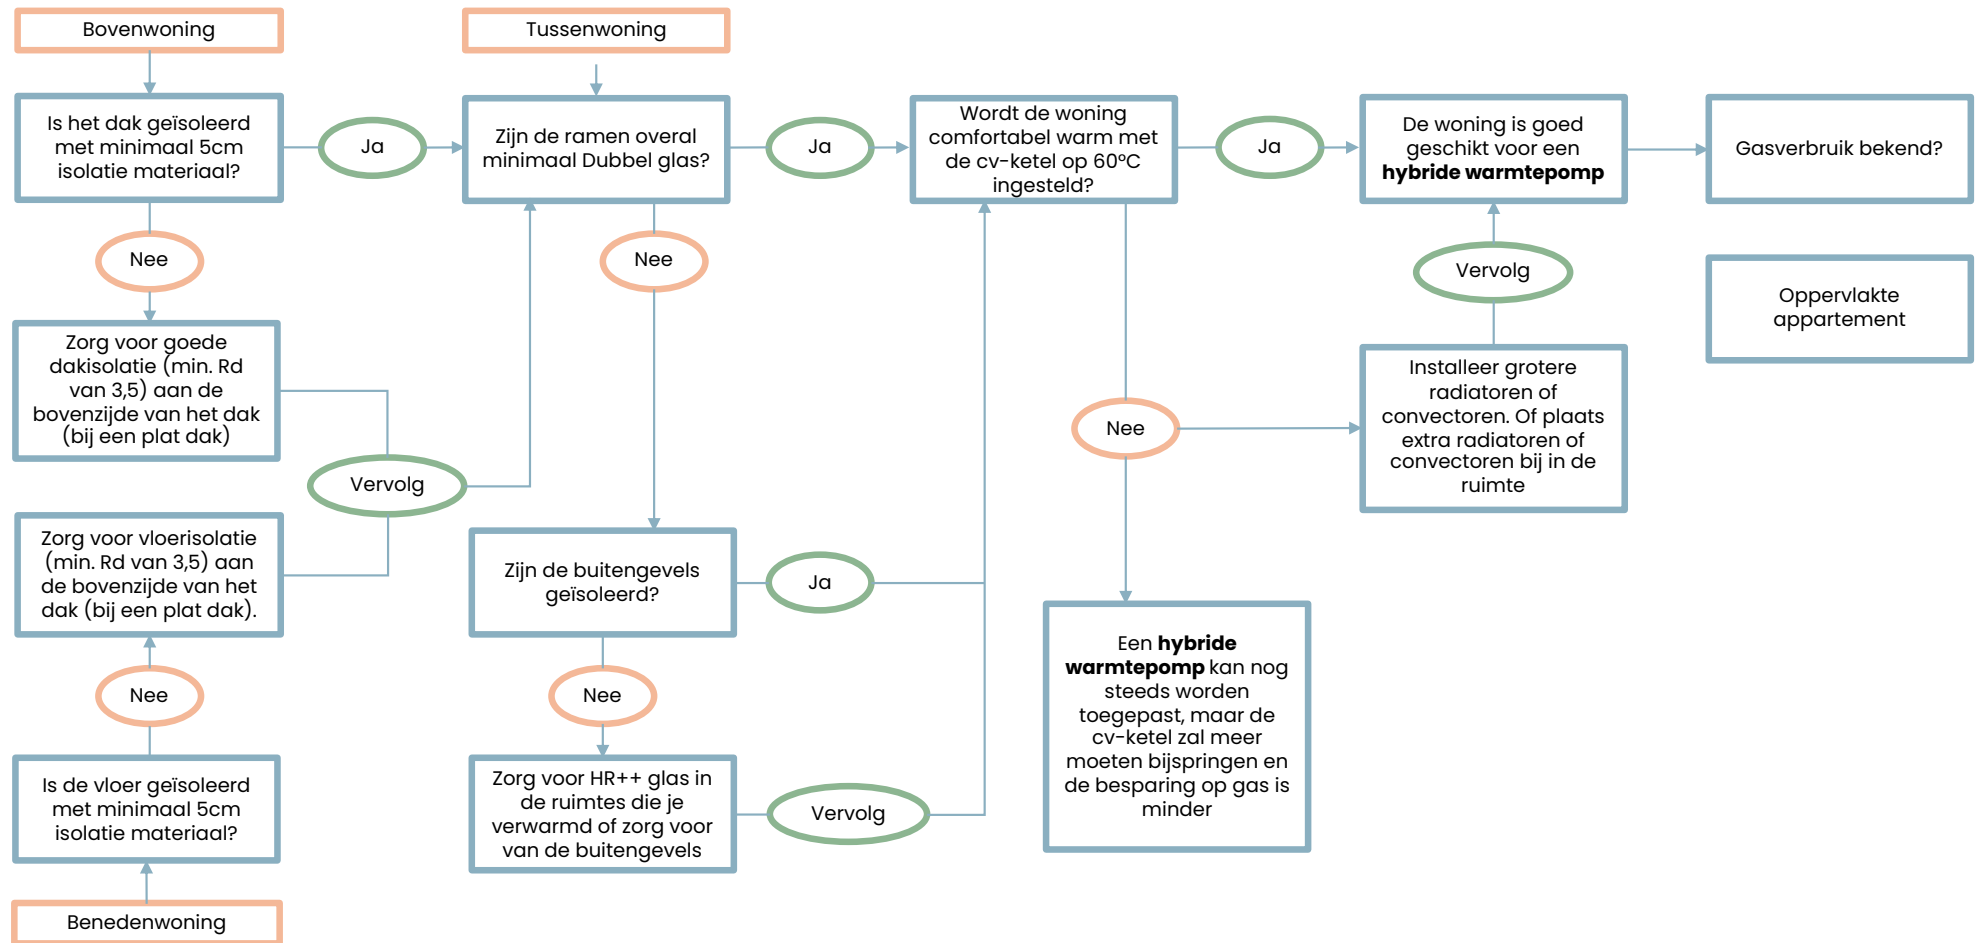 Bovenwoning
Tussenwoning
Is het dak geïsoleerd
met minimaal 5cm
isolatie materiaal?
Ja
Zijn de ramen overal
minimaal Dubbel glas?
Ja
Wordt de woning
comfortabel warm met
de cv-ketel op 60°C
ingesteld?
Ja
De woning is goed
geschikt voor een
hybride warmtepomp
Gasverbruik bekend?
Nee
Nee
Vervolg
Oppervlakte
appartement
Zorg voor goede
dakisolatie (min. Rd
van 3,5) aan de
bovenzijde van het dak
(bij een plat dak)
Installeer grotere
radiatoren of
convectoren. Of plaats
extra radiatoren of
convectoren bij in de
ruimte
Nee
Vervolg
Zorg voor vloerisolatie
(min. Rd van 3,5) aan
de bovenzijde van het
dak (bij een plat dak).
Zijn de buitengevels
geïsoleerd?
Ja
Een hybride
warmtepomp kan nog
steeds worden
toegepast, maar de
cv-ketel zal meer
moeten bijspringen en
de besparing op gas is
minder
Nee
Nee
Is de vloer geïsoleerd
met minimaal 5cm
isolatie materiaal?
Zorg voor HR++ glas in
de ruimtes die je
verwarmd of zorg voor
van de buitengevels
Vervolg
Benedenwoning